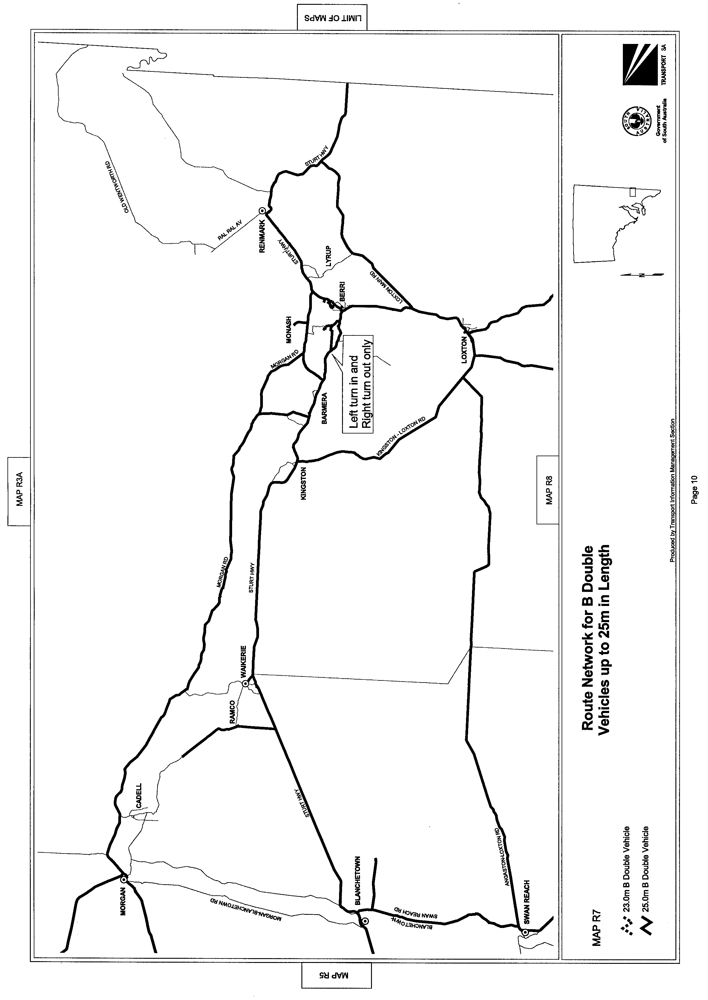 LIMIT OF MAPS
MAP R3A
OLD WENTWORTH RD
RAL RAL AV
RENMARK
STURT HWY
STURT HWY
LYRUP
LOXTON MAIN RD
BERRI
MONASH
MORGAN RD
BARMERA
Left turn in and
Right turn out only
LOXTON
KINGSTON - LOXTON RD
KINGSTON
MORGAN RD
STURT HWY
WAIKERIE
RAMCO
CADELL
STURT HWY
MORGAN
MORGAN-BLANCHETOWN RD
BLANCHETOWN
BLANCHETOWN-
SWAN REACH RD
ANGASTON-LOXTON RD
SWAN REACH
MAP R8
MAP R5
MAP R7
23.0m B Double Vehicle
25.0m B Double Vehicle
Route Network for B Double
Vehicles up to 25m in Length
N
SOUTH AUSTRALIA
Government
of South Australia
TRANSPORT SA
Produced by Transport Information Management Section
Page 10